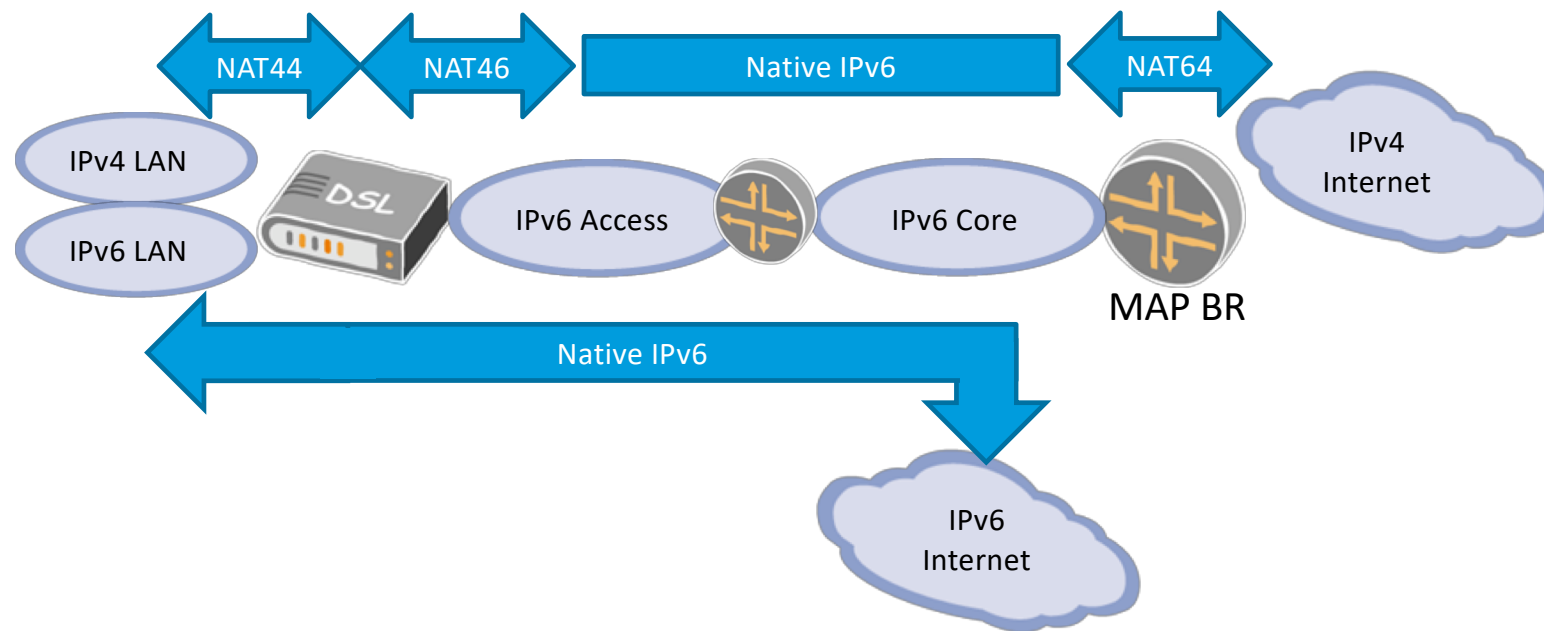 NAT44
NAT46
Native IPv6
NAT64
IPv4 LAN
IPv6 LAN
DSL
IPv6 Access
IPv6 Core
IPv4
Internet
MAP BR
Native IPv6
IPv6
Internet